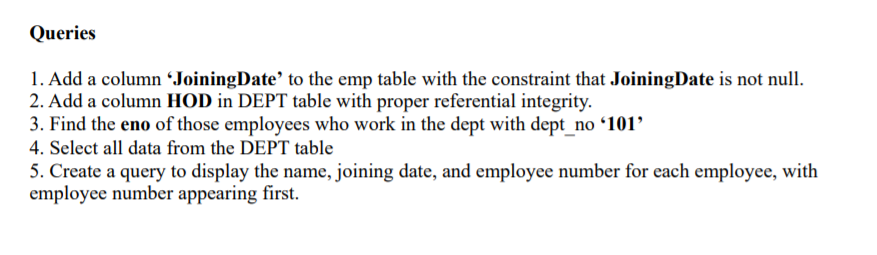 Queries
1. Add a column ‘JoiningDate’ to the emp table with the constraint that JoiningDate is not null.
2. Add a column HOD in DEPT table with proper referential integrity.
3. Find the eno of those employees who work in the dept with dept_no ‘101’
4. Select all data from the DEPT table
5. Create a query to display the name, joining date, and employee number for each employee, with
employee number appearing first.